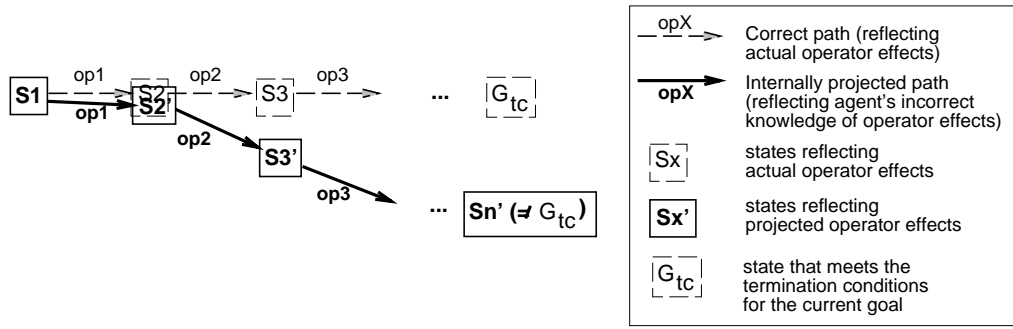 op1 op2 op3
S1 S2 S3 ... G_tc
S2'
op1
op2
S3'
op3
... Sn' (≠ G_tc)
opX
Correct path (reflecting
actual operator effects)
opX
Internally projected path
(reflecting agent's incorrect
knowledge of operator effects)
Sx
states reflecting
actual operator effects
Sx'
states reflecting
projected operator effects
G_tc
state that meets the
termination conditions
for the current goal